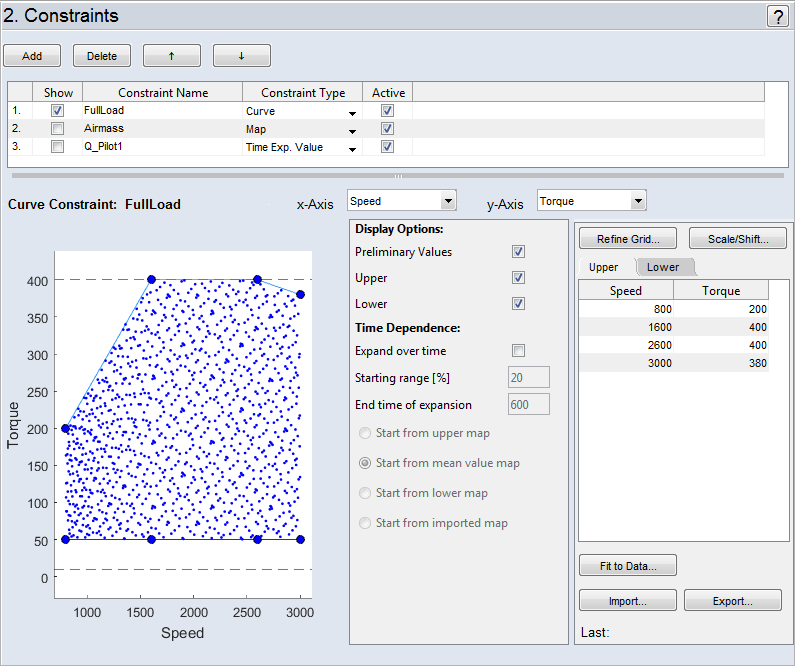 2. Constraints
?
Add Delete ↑ ↓
Show Constraint Name Constraint Type Active
1. FullLoad Curve
2. Airmass Map
3. Q_Pilot1 Time Exp. Value
Curve Constraint: FullLoad x-Axis Speed y-Axis Torque
Display Options:
Preliminary Values
Upper
Lower
Time Dependence:
Expand over time
Starting range [%] 20
End time of expansion 600
Start from upper map
Start from mean value map
Start from lower map
Start from imported map
Refine Grid... Scale/Shift...
Upper Lower
Speed Torque
800 200
1600 400
2600 400
3000 380
Fit to Data...
Import... Export...
Last:
Torque
400
350
300
250
200
150
100
50
0
1000 1500 2000 2500 3000
Speed